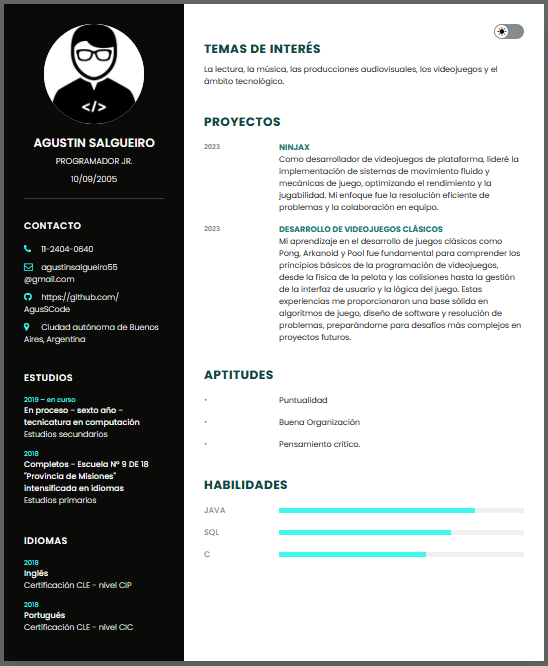 </>
AGUSTIN SALGUEIRO
PROGRAMADOR JR.
10/09/2005
CONTACTO
11-2404-0640
agustinsalgueiro55
@gmail.com
https://github.com/
AgusSCode
Ciudad autónoma de Buenos
Aires, Argentina
ESTUDIOS
2019 – en curso
En proceso - sexto año -
tecnicatura en computación
Estudios secundarios
2018
Completos - Escuela Nº 9 DE 18
"Provincia de Misiones"
intensificada en idiomas
Estudios primarios
IDIOMAS
2018
Inglés
Certificación CLE - nivel CIP
2018
Portugués
Certificación CLE - nivel CIC
TEMAS DE INTERÉS
La lectura, la música, las producciones audiovisuales, los videojuegos y el
ámbito tecnológico.
PROYECTOS
2023
NINJAX
Como desarrollador de videojuegos de plataforma, lideré la
implementación de sistemas de movimiento fluido y
mecánicas de juego, optimizando el rendimiento y la
jugabilidad. Mi enfoque fue la resolución eficiente de
problemas y la colaboración en equipo.
2023
DESARROLLO DE VIDEOJUEGOS CLÁSICOS
Mi aprendizaje en el desarrollo de juegos clásicos como
Pong, Arkanoid y Pool fue fundamental para comprender los
principios básicos de la programación de videojuegos,
desde la física de la pelota y las colisiones hasta la gestión
de la interfaz de usuario y la lógica del juego. Estas
experiencias me proporcionaron una base sólida en
algoritmos de juego, diseño de software y resolución de
problemas, preparándome para desafíos más complejos en
proyectos futuros.
APTITUDES
• Puntualidad
• Buena Organización
• Pensamiento crítico.
HABILIDADES
JAVA
SQL
C